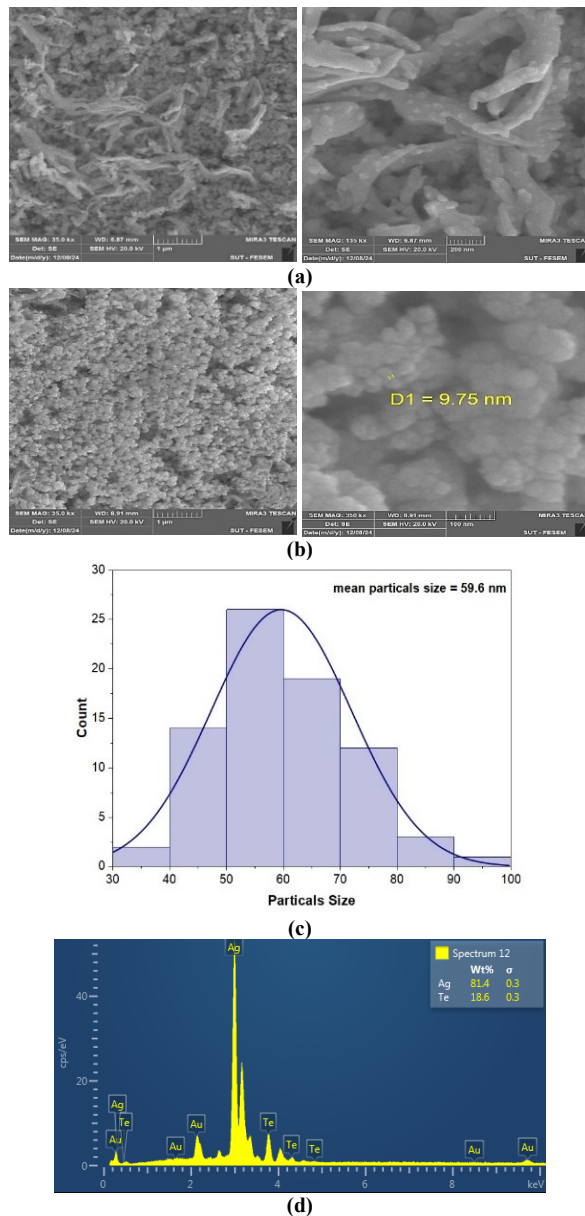 SEM MAG: 35.0 kx WD: 6.87 mm MIRA3 TESCAN
Det: SE SEM HV: 20.0 kV 1 µm
Date(m/d/y): 12/08/24 SUT - FESEM
SEM MAG: 135 kx WD: 6.87 mm MIRA3 TESCAN
Det: SE SEM HV: 20.0 kV 200 nm
Date(m/d/y): 12/08/24 SUT - FESEM
(a)
D1 = 9.75 nm
SEM MAG: 35.0 kx WD: 6.91 mm MIRA3 TESCAN
Det: SE SEM HV: 20.0 kV 1 µm
Date(m/d/y): 12/08/24 SUT - FESEM
SEM MAG: 350 kx WD: 6.91 mm MIRA3 TESCAN
Det: SE SEM HV: 20.0 kV 100 nm
Date(m/d/y): 12/08/24 SUT - FESEM
(b)
mean particals size = 59.6 nm
30
25
20
15
10
5
0
Count
30 40 50 60 70 80 90 100
Particals Size
(c)
Spectrum 12
Wt% σ
Ag 81.4 0.3
Te 18.6 0.3
cps/eV
40
20
0
Ag
Ag
Te
Au
Au
Au
Te
Te
Te
Au
Au
0 2 4 6 8 keV
(d)